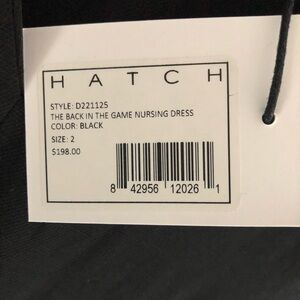 HATCH
STYLE: D221125
THE BACK IN THE GAME NURSING DRESS
COLOR: BLACK
SIZE: 2
$198.00
8 42956 12026 1